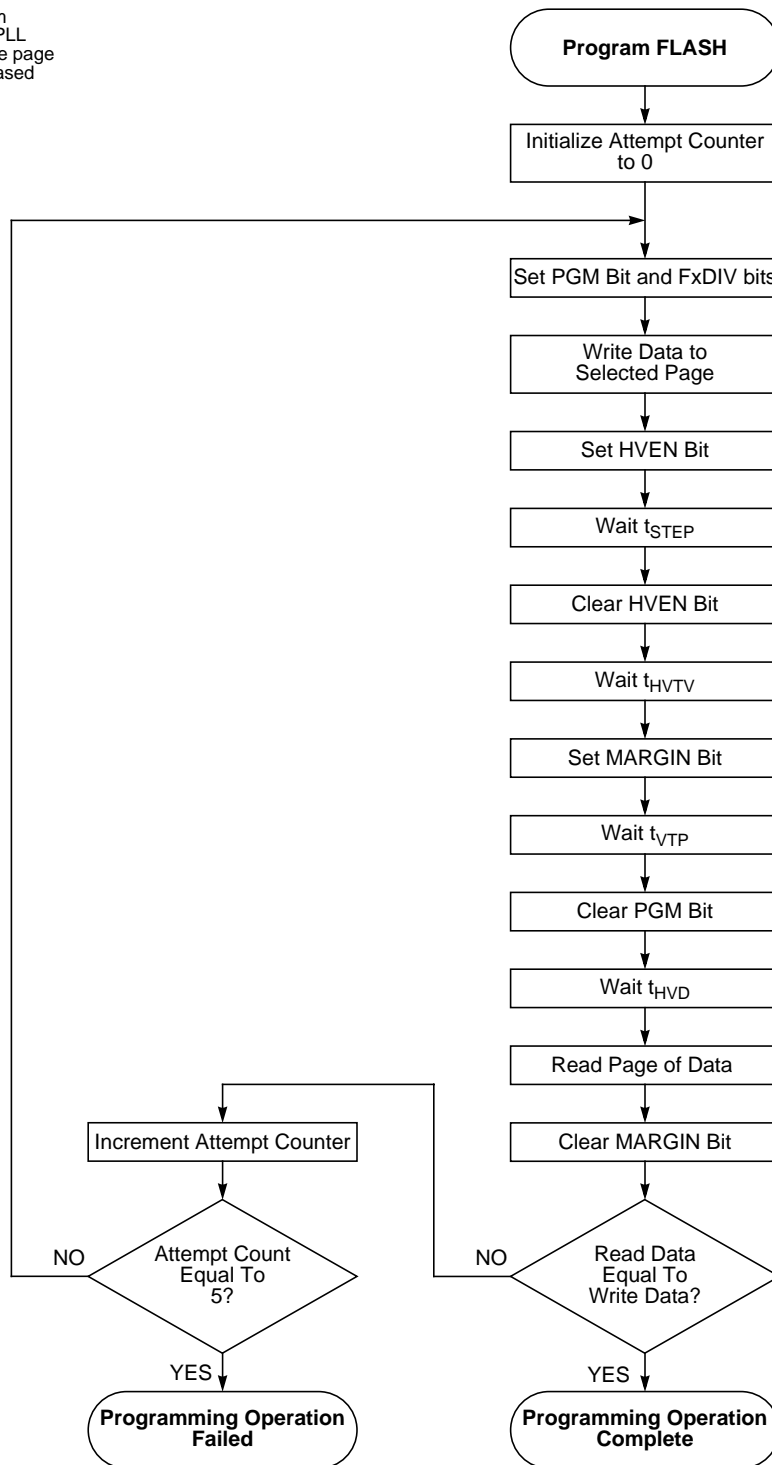 PLL
page
Program FLASH
Initialize Attempt Counter
to 0
Set PGM Bit and FxDIV bits
Write Data to
Selected Page
Set HVEN Bit
Wait tSTEP
Clear HVEN Bit
Wait tHVTV
Set MARGIN Bit
Wait tVTP
Clear PGM Bit
Wait tHVD
Read Page of Data
Increment Attempt Counter
Clear MARGIN Bit
NO
Attempt Count
Equal To
5?
NO
Read Data
Equal To
Write Data?
YES
YES
Programming Operation
Failed
Programming Operation
Complete